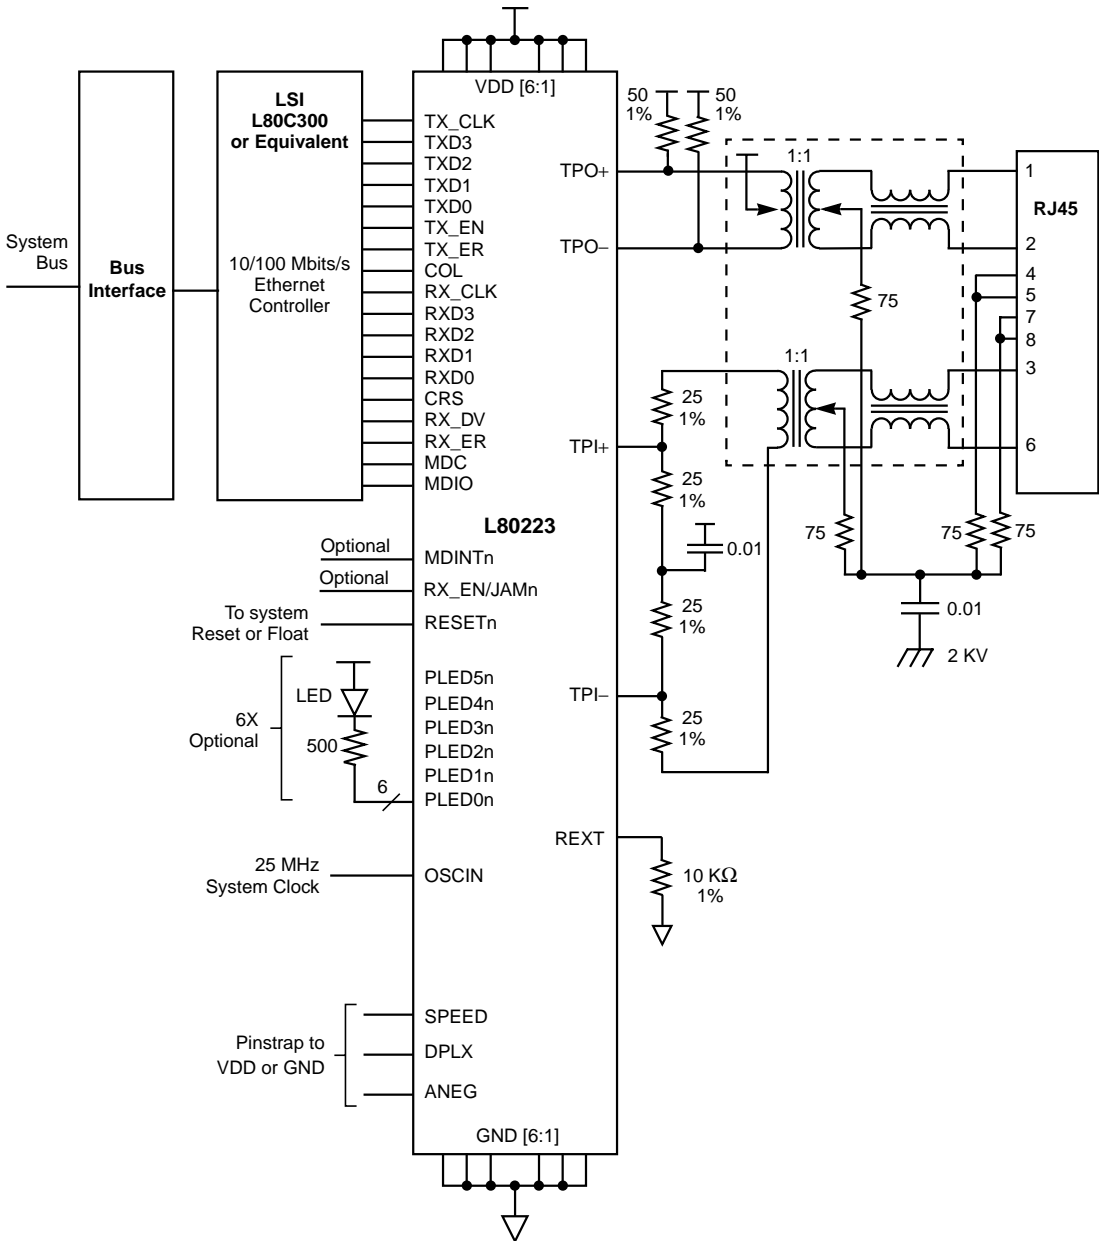 VDD [6:1]
LSI
L80C300
or Equivalent
10/100 Mbits/s
Ethernet
Controller
System
Bus
Bus
Interface
TX_CLK
TXD3
TXD2
TXD1
TXD0
TX_EN
TX_ER
COL
RX_CLK
RXD3
RXD2
RXD1
RXD0
CRS
RX_DV
RX_ER
MDC
MDIO
L80223
Optional
MDINTn
Optional
RX_EN/JAMn
To system
Reset or Float
RESETn
6X
Optional
LED
500
6
PLED5n
PLED4n
PLED3n
PLED2n
PLED1n
PLED0n
25 MHz
System Clock
OSCIN
Pinstrap to
VDD or GND
SPEED
DPLX
ANEG
GND [6:1]
TPO+
TPO–
TPI+
TPI–
REXT
50
1%
50
1%
1:1
75
1:1
25
1%
25
1%
0.01
25
1%
25
1%
10 KΩ
1%
RJ45
1
2
4
5
7
8
3
6
75
75
75
0.01
2 KV